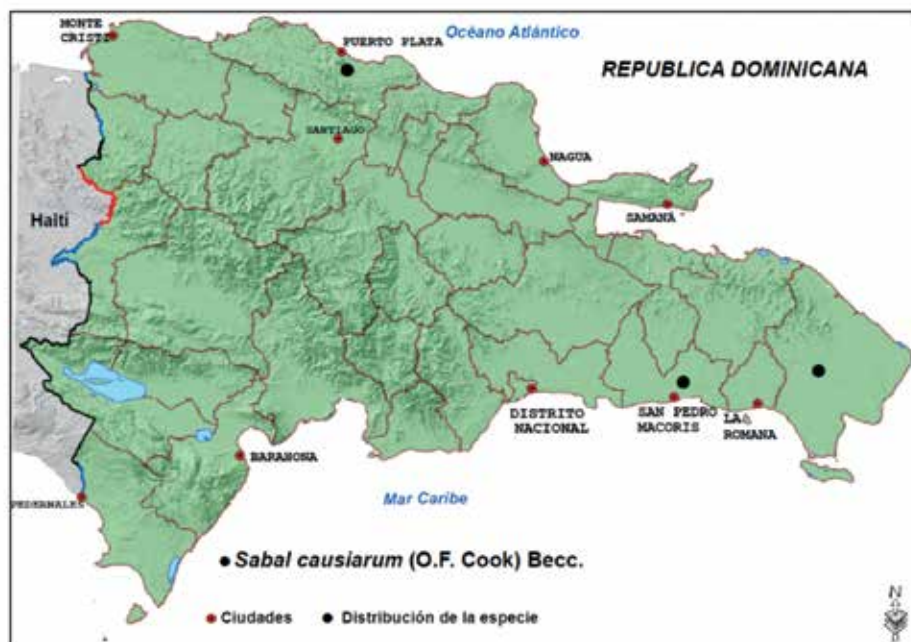 MONTE
CRISTI
PUERTO PLATA
Océano Atlántico
REPUBLICA DOMINICANA
SANTIAGO
NAGUA
Haití
SAMANA
DISTRITO
NACIONAL
SAN PEDRO
MACORIS
LA
ROMANA
BARAHONA
PEDERNALES
Mar Caribe
Sabal causiarum (O.F. Cook) Becc.
Ciudades
Distribución de la especie
N